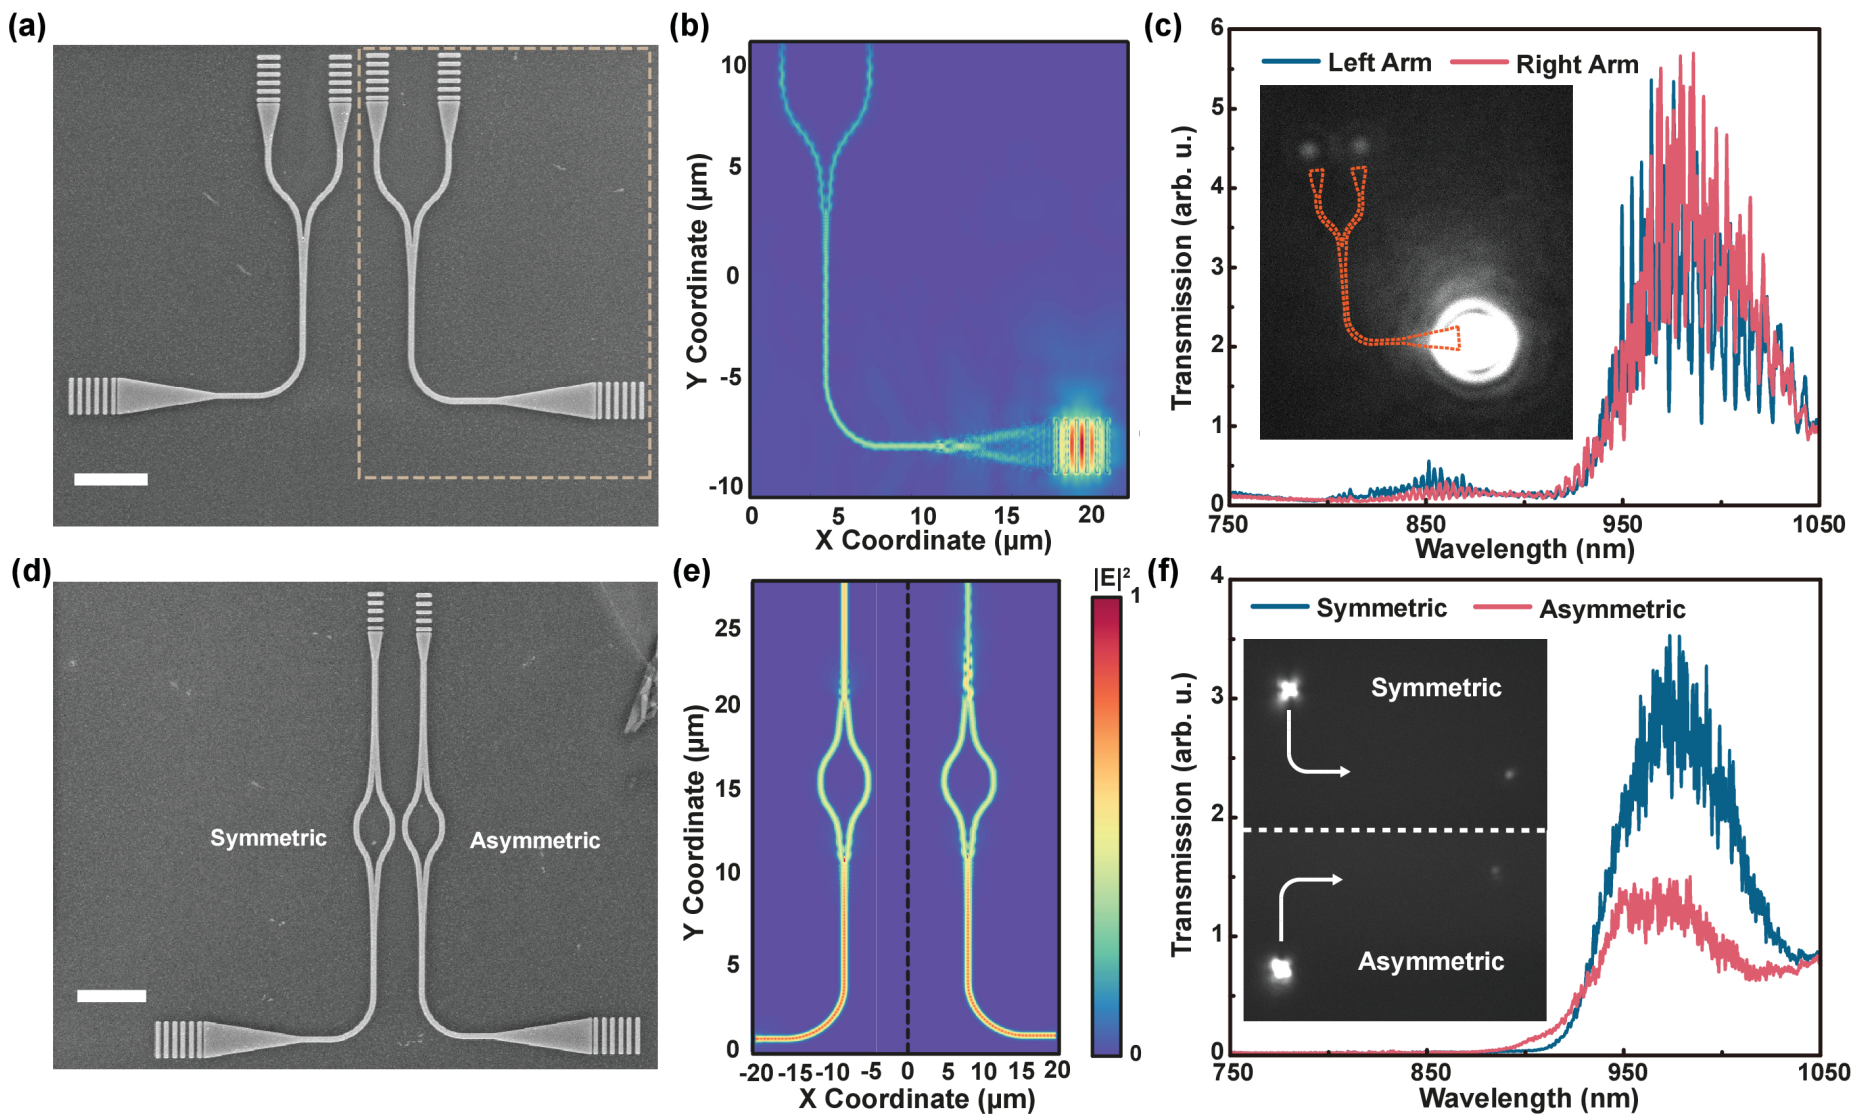 (a)
(b)
10
5
0
-5
-10
Y Coordinate (µm)
0 5 10 15 20
X Coordinate (µm)
(c)
6
5
4
3
2
1
0
Transmission (arb. u.)
Left Arm Right Arm
750 850 950 1050
Wavelength (nm)
(d)
Symmetric
Asymmetric
(e)
25
20
15
10
5
0
Y Coordinate (µm)
-20 -15 -10 -5 0 5 10 15 20
X Coordinate (µm)
|E|²
1
0
(f)
4
3
2
1
0
Transmission (arb. u.)
Symmetric Asymmetric
Symmetric
Asymmetric
750 850 950 1050
Wavelength (nm)